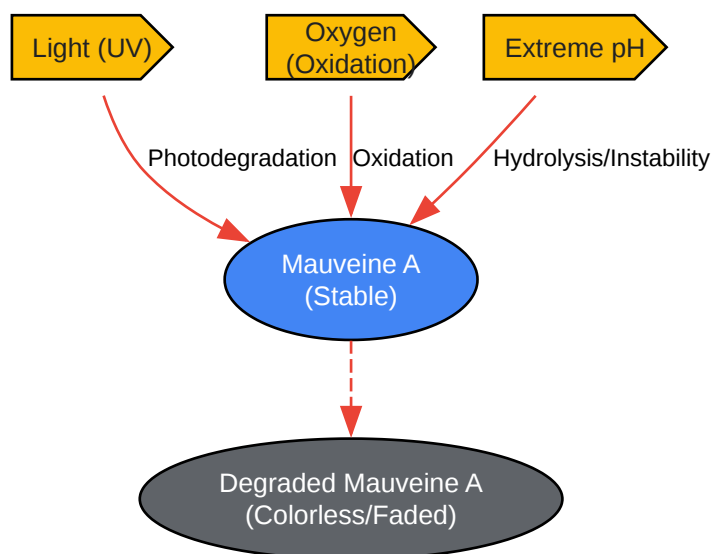 Light (UV)
Oxygen
(Oxidation)
Extreme pH
Photodegradation
Oxidation
Hydrolysis/Instability
Mauveine A
(Stable)
Degraded Mauveine A
(Colorless/Faded)